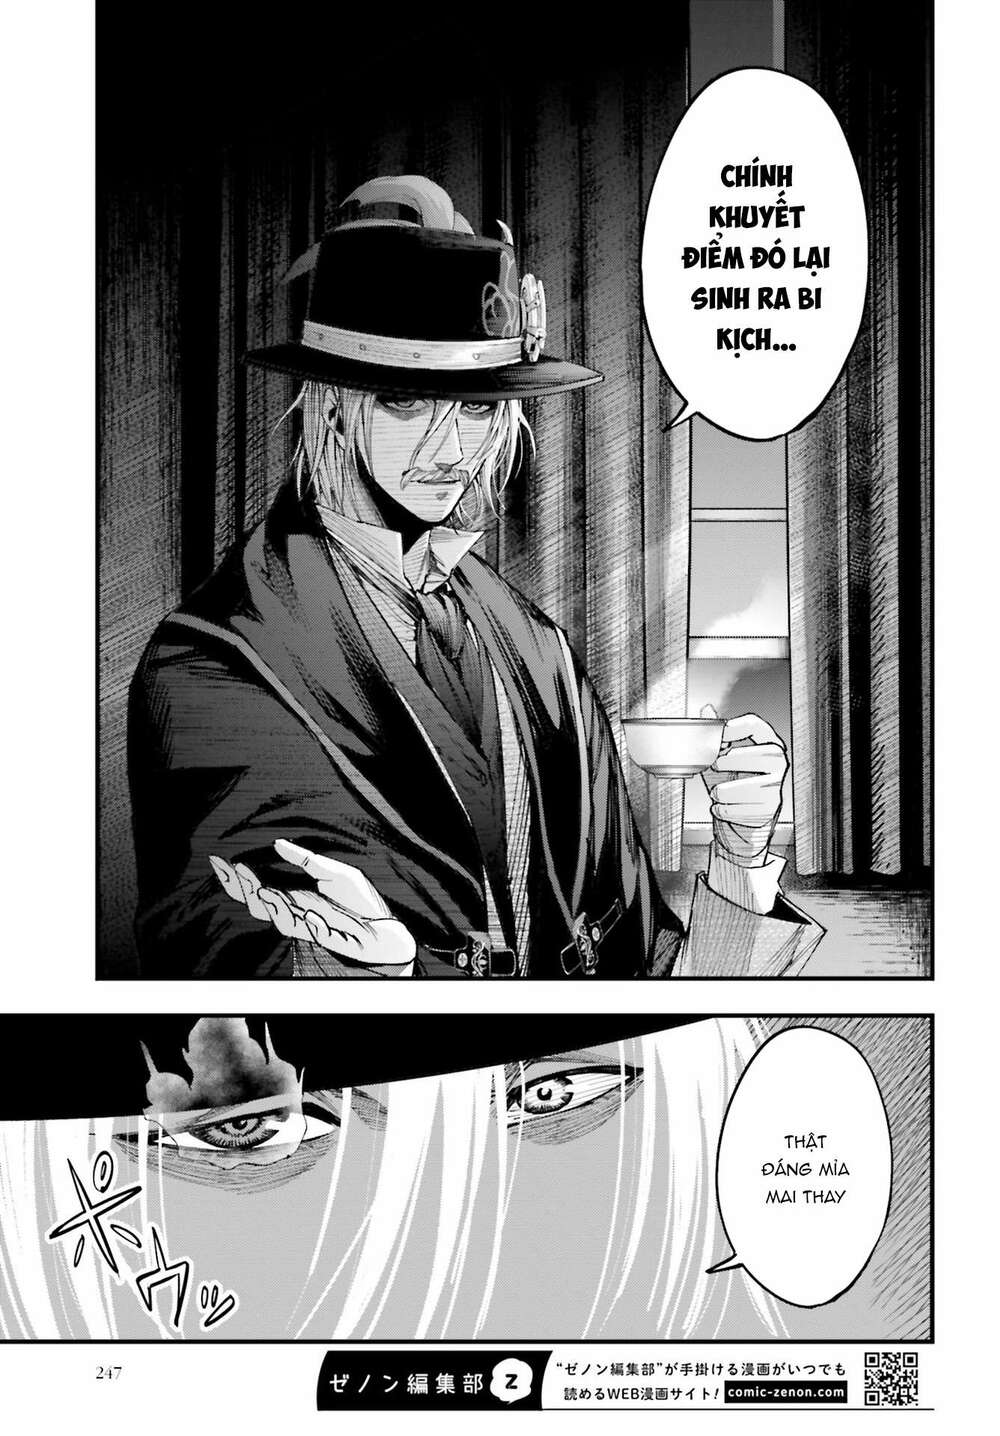 CHÍNH
KHUYẾT
ĐIỂM ĐÓ LẠI
SINH RA BI
KỊCH...
THẬT
ĐÁNG MỈA
MAI THAY
ボウッ
247
ゼノン編集部 Z
“ゼノン編集部”が手掛ける漫画がいつでも
読めるWEB漫画サイト! comic-zenon.com